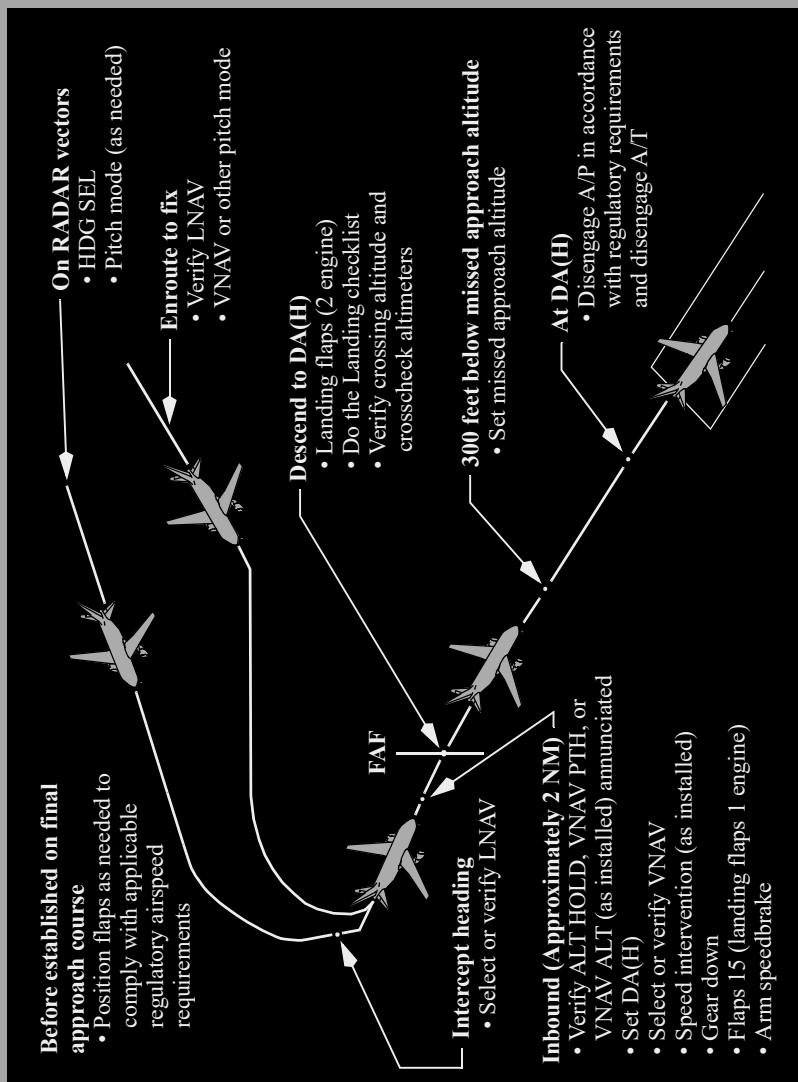 On RADAR vectors
• HDG SEL
• Pitch mode (as needed)
Enroute to fix
• Verify LNAV
• VNAV or other pitch mode
Before established on final
approach course
• Position flaps as needed to
comply with applicable
regulatory airspeed
requirements
Descend to DA(H)
• Landing flaps (2 engine)
• Do the Landing checklist
• Verify crossing altitude and
crosscheck altimeters
FAF
Intercept heading
• Select or verify LNAV
300 feet below missed approach altitude
• Set missed approach altitude
Inbound (Approximately 2 NM)
• Verify ALT HOLD, VNAV PTH, or
VNAV ALT (as installed) annunciated
• Set DA(H)
• Select or verify VNAV
• Speed intervention (as installed)
• Gear down
• Flaps 15 (landing flaps 1 engine)
• Arm speedbrake
At DA(H)
• Disengage A/P in accordance
with regulatory requirements
and disengage A/T